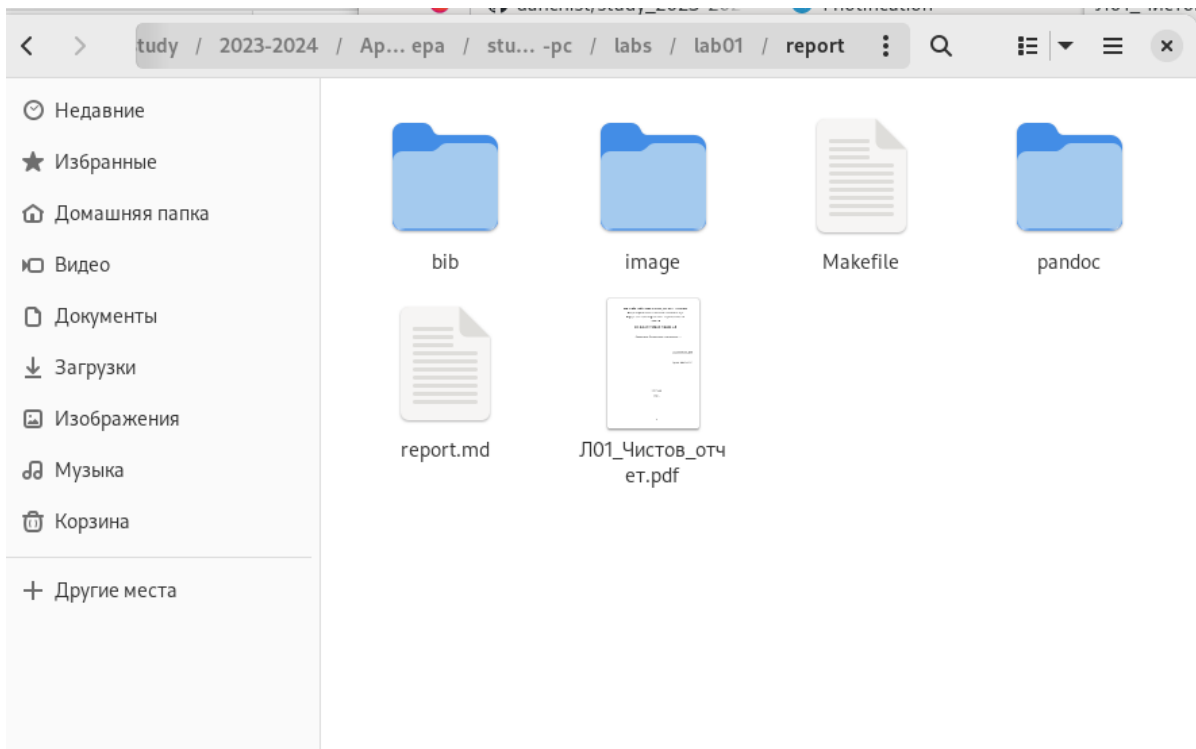 tudy / 2023-2024 / Ap... ера / stu... -pc / labs / lab01 / report
Недавние
Избранные
Домашняя папка
Видео
Документы
Загрузки
Изображения
Музыка
Корзина
Другие места
bib
image
Makefile
pandoc
report.md
Л01_Чистов_отч
ет.pdf